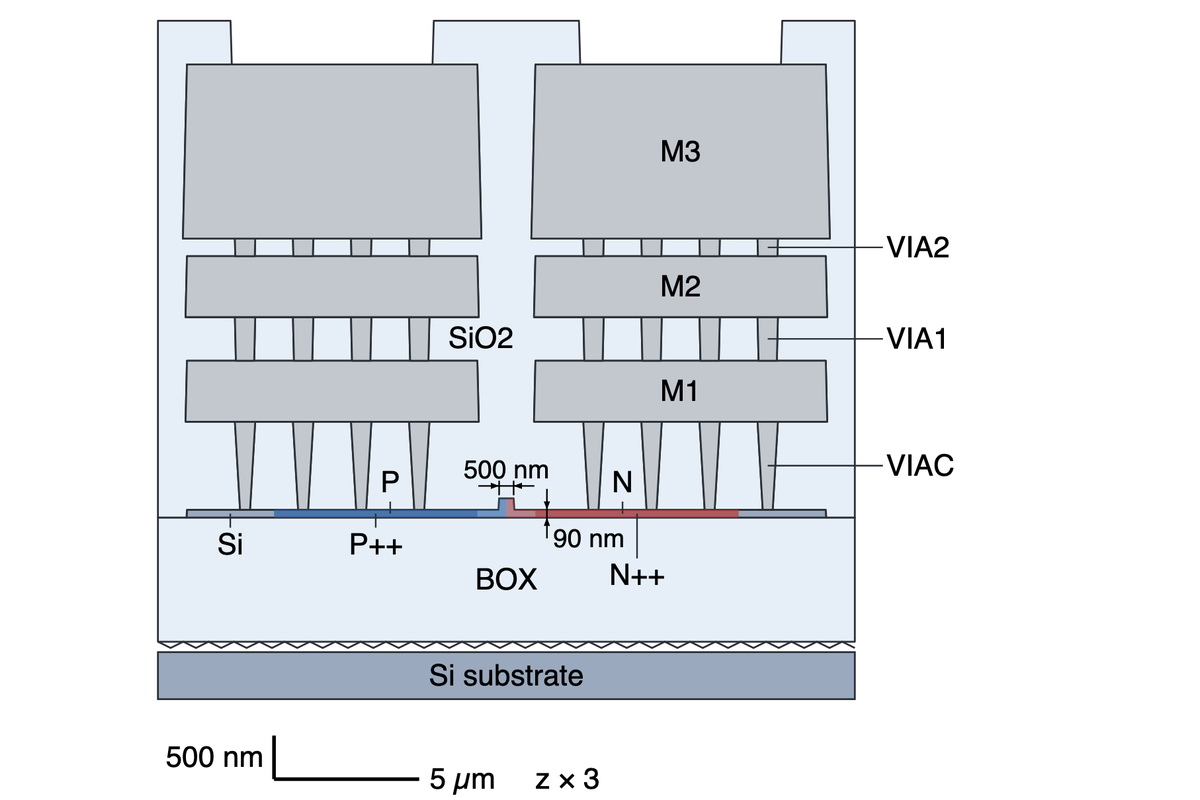 M3
VIA2
M2
SiO2
VIA1
M1
500 nm
VIAC
P
N
Si
P++
90 nm
BOX
N++
Si substrate
500 nm
5 μm z × 3